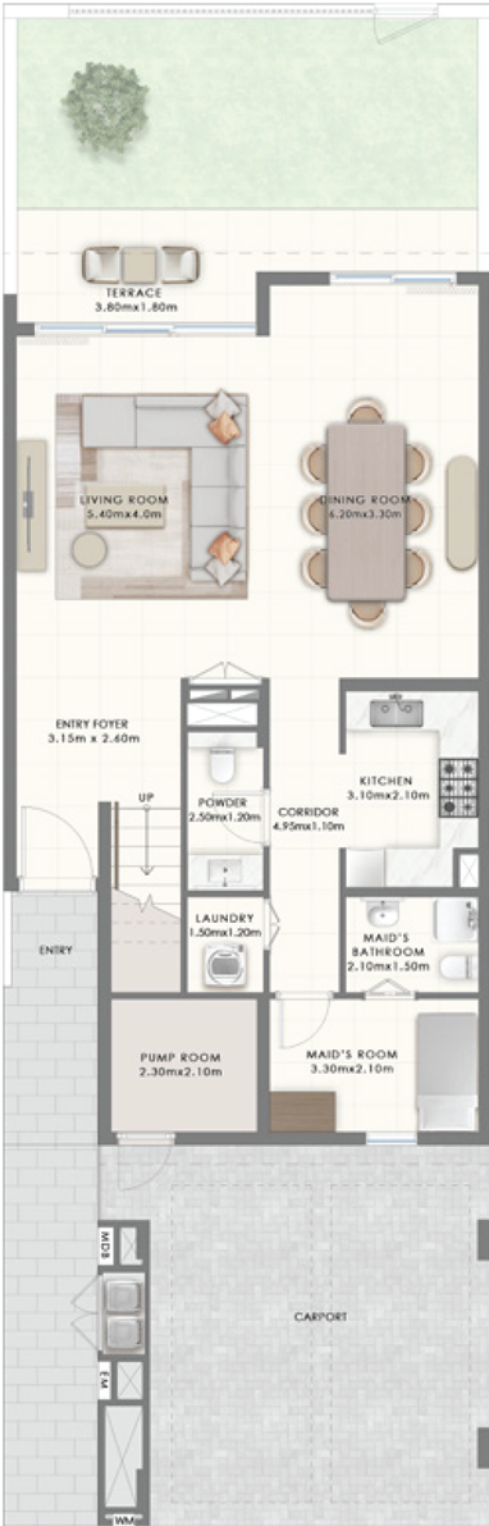 TERRACE
3.80mx1.80m
LIVING ROOM
5.40mx4.0m
DINING ROOM
6.20mx3.30m
ENTRY FOYER
3.15m x 2.60m
UP
POWDER
2.50mx1.20m
CORRIDOR
4.95mx1.10m
KITCHEN
3.10mx2.10m
ENTRY
LAUNDRY
1.50mx1.20m
MAID'S
BATHROOM
2.10mx1.50m
PUMP ROOM
2.30mx2.10m
MAID'S ROOM
3.30mx2.10m
MDB
CARPORT
EM
WM